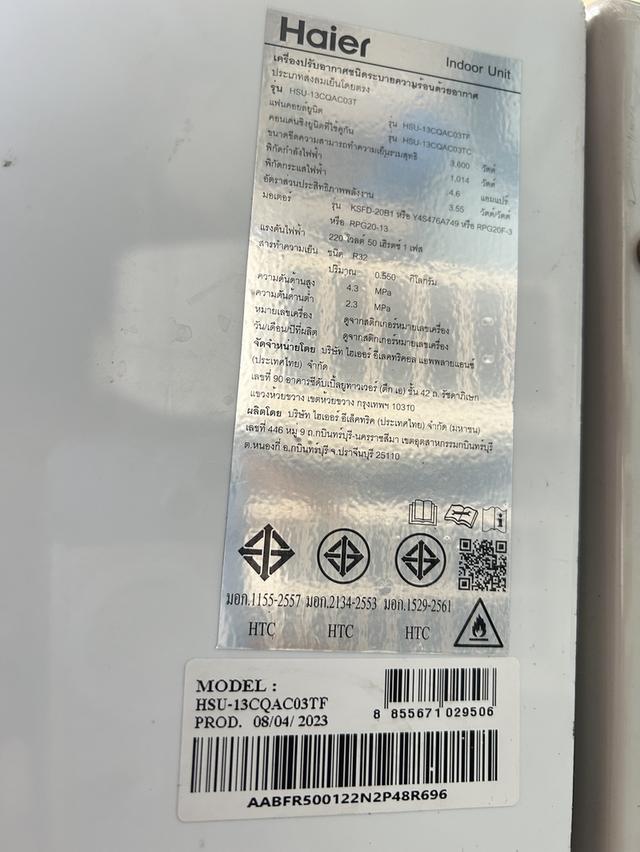 Haier
Indoor Unit
เครื่องปรับอากาศชนิดระบายความร้อนด้วยอากาศ
ประเภทส่งลมเย็นโดยตรง
รุ่น HSU-13CQAC03T
แฟนคอยล์ยูนิต รุ่น HSU-13CQAC03TF
คอนเดนซิ่งยูนิตที่ใช้คู่กัน รุ่น HSU-13CQAC03TC
ขนาดขีดความสามารถทำความเย็นรวมสุทธิ 3,600 วัตต์
พิกัดกำลังไฟฟ้า 1,014 วัตต์
พิกัดกระแสไฟฟ้า 4.6 แอมแปร์
อัตราส่วนประสิทธิภาพพลังงาน 3.55 วัตต์/วัตต์
มอเตอร์ รุ่น KSFD-20B1 หรือ Y4S476A749 หรือ RPG20F-3
หรือ RPG20-13
แรงดันไฟฟ้า 220 โวลต์ 50 เฮิรตซ์ 1 เฟส
สารทำความเย็น ชนิด R32
ปริมาณ 0.550 กิโลกรัม
ความดันด้านสูง 4.3 MPa
ความดันด้านต่ำ 2.3 MPa
หมายเลขเครื่อง ดูจากสติกเกอร์หมายเลขเครื่อง
วัน/เดือน/ปีที่ผลิต ดูจากสติกเกอร์หมายเลขเครื่อง
จัดจำหน่ายโดย บริษัท ไฮเออร์ อีเลคทริคอล แอพพลายแอนซ์
(ประเทศไทย) จำกัด
เลขที่ 90 อาคารซีดับเบิ้ลยูทาวเวอร์ (ตึก เอ) ชั้น 42 ถ. รัชดาภิเษก
แขวงห้วยขวาง เขตห้วยขวาง กรุงเทพฯ 10310
ผลิตโดย บริษัท ไฮเออร์ อีเล็คทริค (ประเทศไทย) จำกัด (มหาชน)
เลขที่ 446 หมู่ 9 ถ.กบินทร์บุรี-นครราชสีมา เขตอุตสาหกรรมกบินทร์บุรี
ต.หนองกี่ อ.กบินทร์บุรี จ.ปราจีนบุรี 25110
มอก.1155-2557 มอก.2134-2553 มอก.1529-2561
HTC HTC HTC
MODEL :
HSU-13CQAC03TF
PROD. 08/04/ 2023
8 855671 029506
AABFR500122N2P48R696